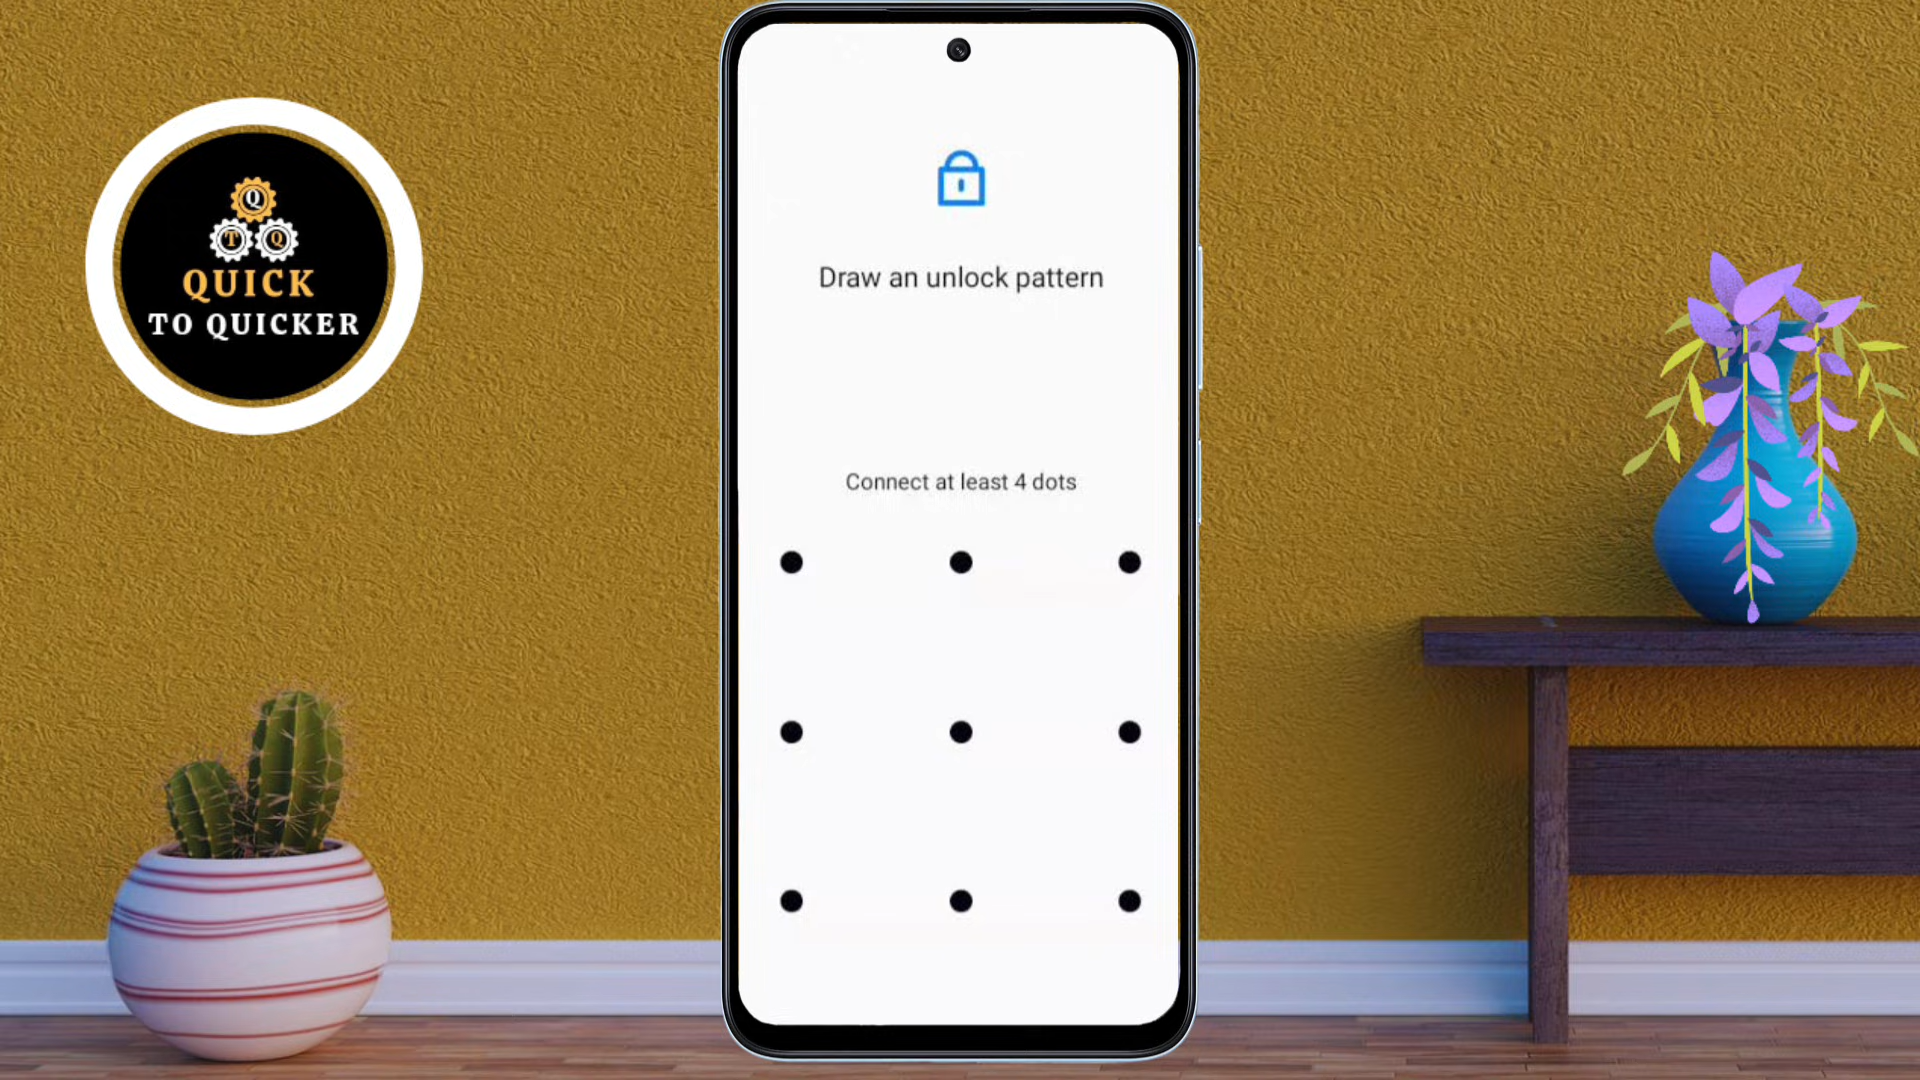 Q
T Q
QUICK
TO QUICKER
Draw an unlock pattern
Connect at least 4 dots